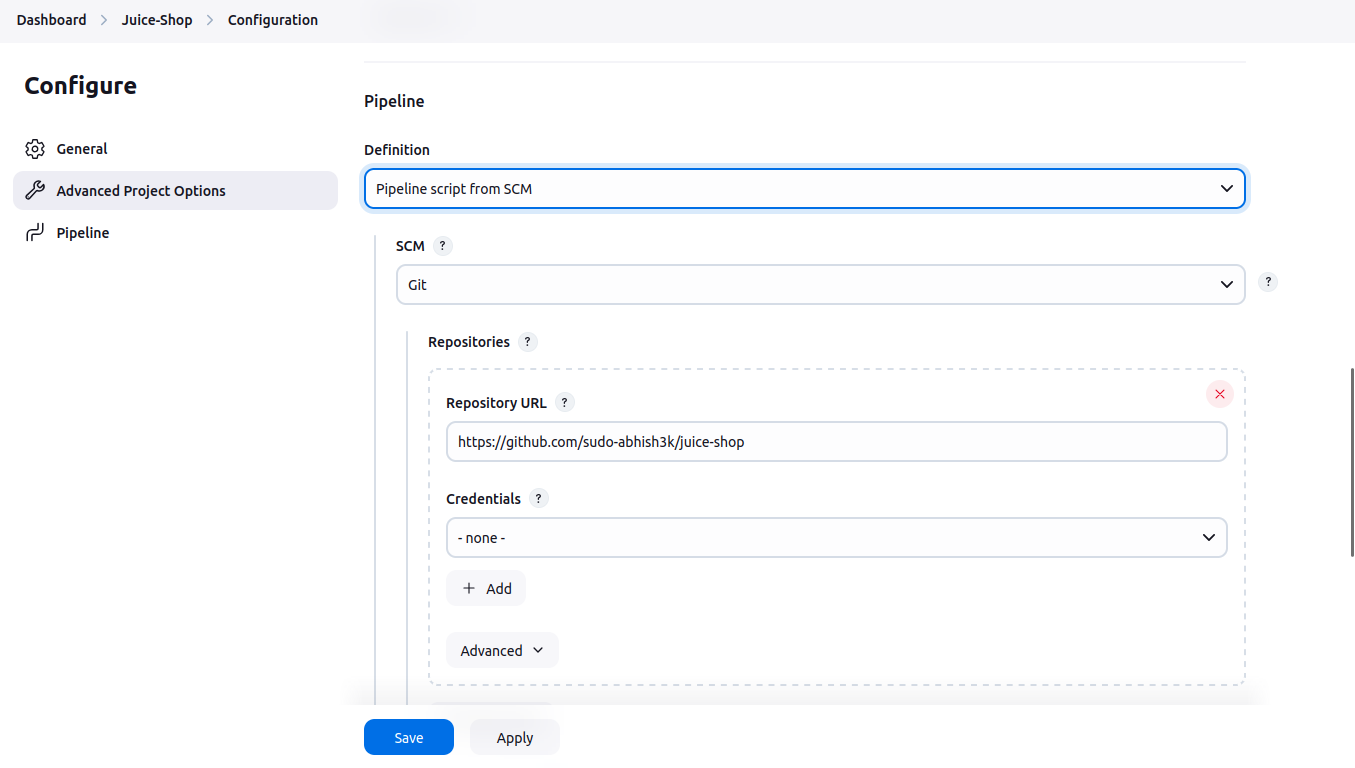 Dashboard > Juice-Shop > Configuration
Configure
General
Advanced Project Options
Pipeline
Pipeline
Definition
Pipeline script from SCM
SCM ?
Git
?
Repositories ?
Repository URL ?
https://github.com/sudo-abhish3k/juice-shop
Credentials ?
- none -
+ Add
Advanced
Save Apply